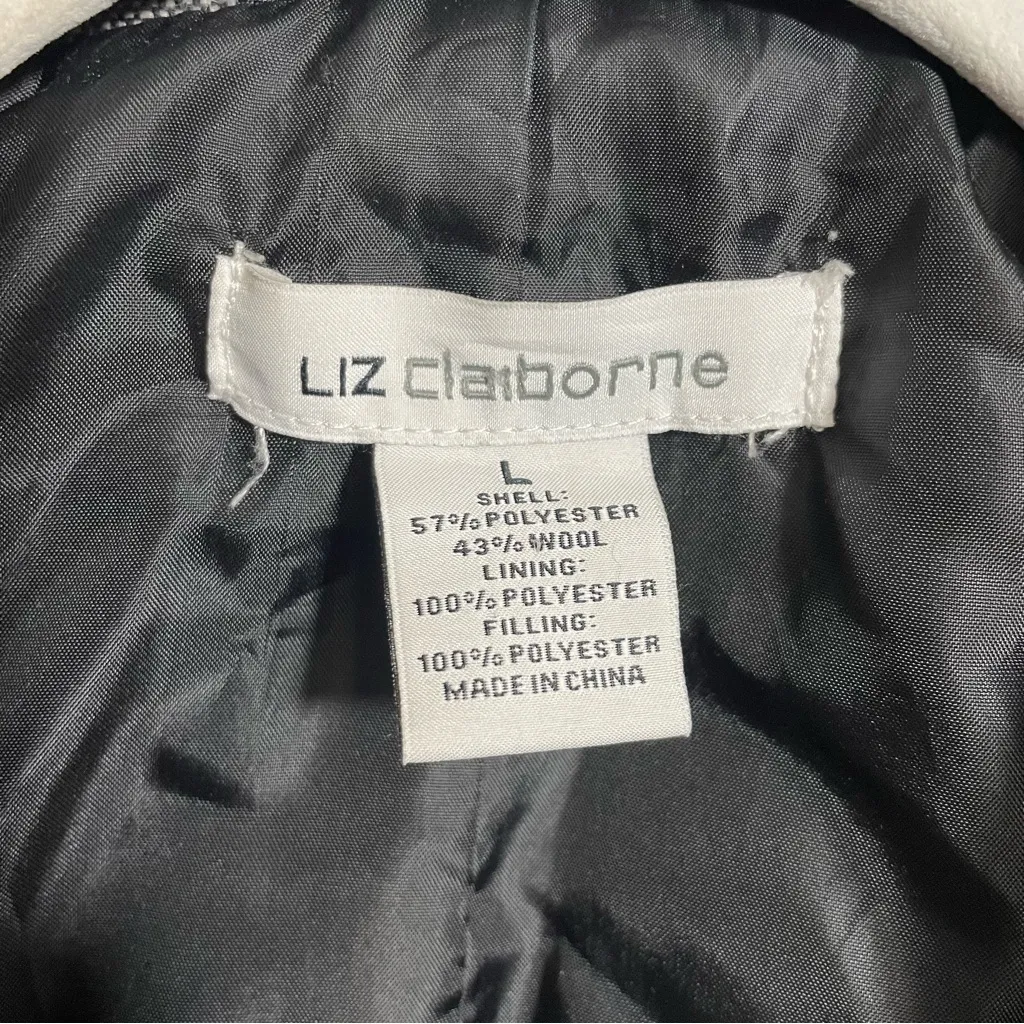 LIZ claiborne
L
SHELL:
57% POLYESTER
43% WOOL
LINING:
100% POLYESTER
FILLING:
100% POLYESTER
MADE IN CHINA